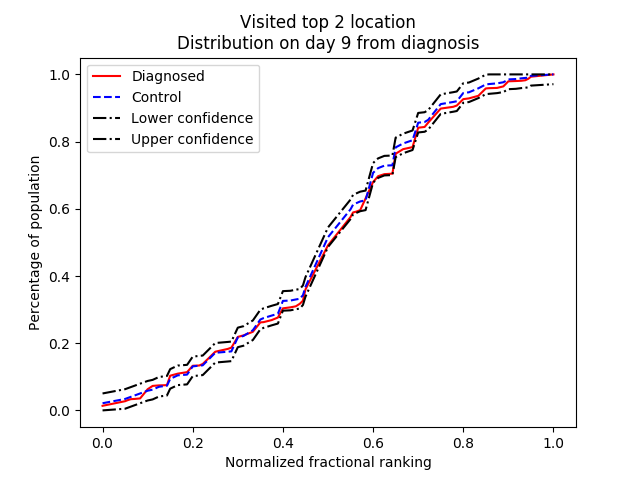 Visited top 2 location
Distribution on day 9 from diagnosis
Diagnosed
Control
Lower confidence
Upper confidence
Percentage of population
1.0
0.8
0.6
0.4
0.2
0.0
0.0 0.2 0.4 0.6 0.8 1.0
Normalized fractional ranking